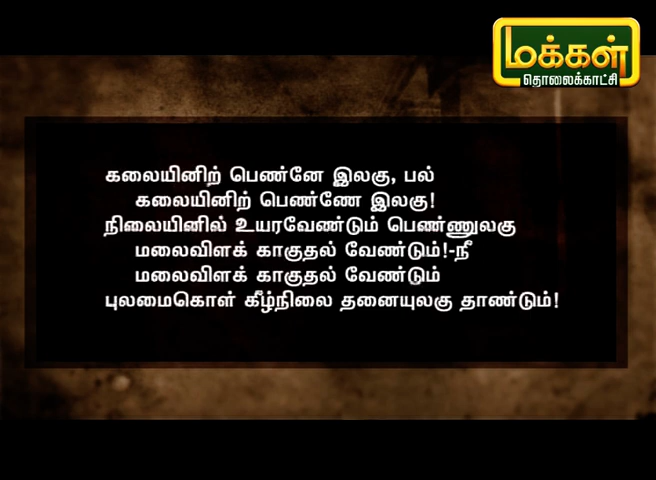 மக்கள்
தொலைக்காட்சி
கலையினிற் பெண்னே இலகு, பல்
கலையினிற் பெண்ணே இலகு!
நிலையினில் உயரவேண்டும் பெண்ணுலகு
மலைவிளக் காகுதல் வேண்டும்!-நீ
மலைவிளக் காகுதல் வேண்டும்
புலமைகொள் கீழ்நிலை தனையுலகு தாண்டும்!